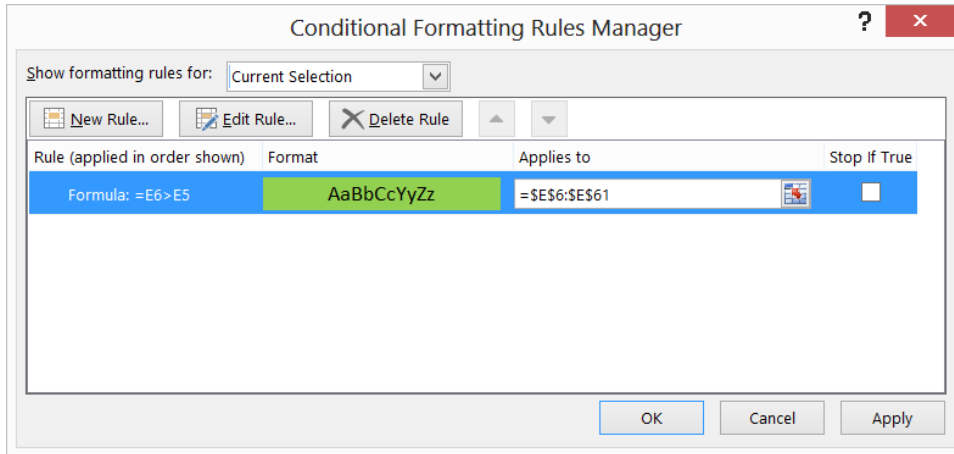 Conditional Formatting Rules Manager ? ×
Show formatting rules for: Current Selection
New Rule... Edit Rule... Delete Rule
Rule (applied in order shown) Format Applies to Stop If True
Formula: =E6>E5 AaBbCcYyZz =$E$6:$E$61
OK Cancel Apply